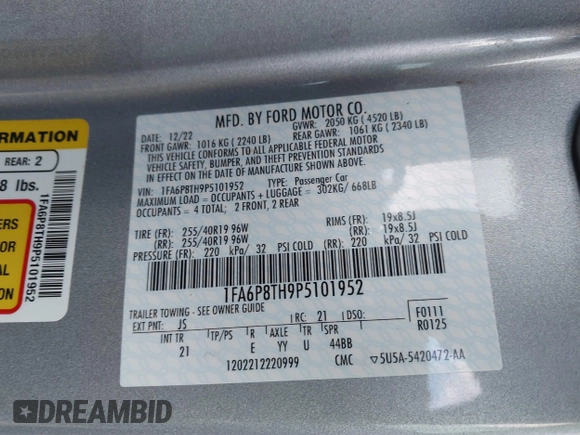 MFD. BY FORD MOTOR CO.
DATE: 12/22
GVWR: 2050 KG (4520 LB)
FRONT GAWR: 1016 KG (2240 LB)
REAR GAWR: 1061 KG (2340 LB)
THIS VEHICLE CONFORMS TO ALL APPLICABLE FEDERAL MOTOR
VEHICLE SAFETY, BUMPER, AND THEFT PREVENTION STANDARDS
IN EFFECT ON THE DATE OF MANUFACTURE SHOWN ABOVE.
VIN: 1FA6P8TH9P5101952
TYPE: Passenger Car
MAXIMUM LOAD = OCCUPANTS + LUGGAGE = 302KG / 668LB
OCCUPANTS = 4 TOTAL; 2 FRONT, 2 REAR
TIRE (FR): 255/40R19 96W RIMS (FR): 19x8.5J
(RR): 255/40R19 96W (RR): 19x8.5J
PRESSURE (FR): 220 kPa/ 32 PSI COLD (RR): 220 kPa/ 32 PSI COLD
1FA6P8TH9P5101952
TRAILER TOWING - SEE OWNER GUIDE
EXT PNT: JS RC: 21 DSO: F0111
R0125
INT TR TP/PS R AXLE TR SPR
21 E YY U 44BB
1202212220999 CMC ▽5U5A-5420472-AA
FORMATION
REAR: 2
8 lbs.
ERS
OR
ION
1FA6P8TH9P5101952
DREAMBID